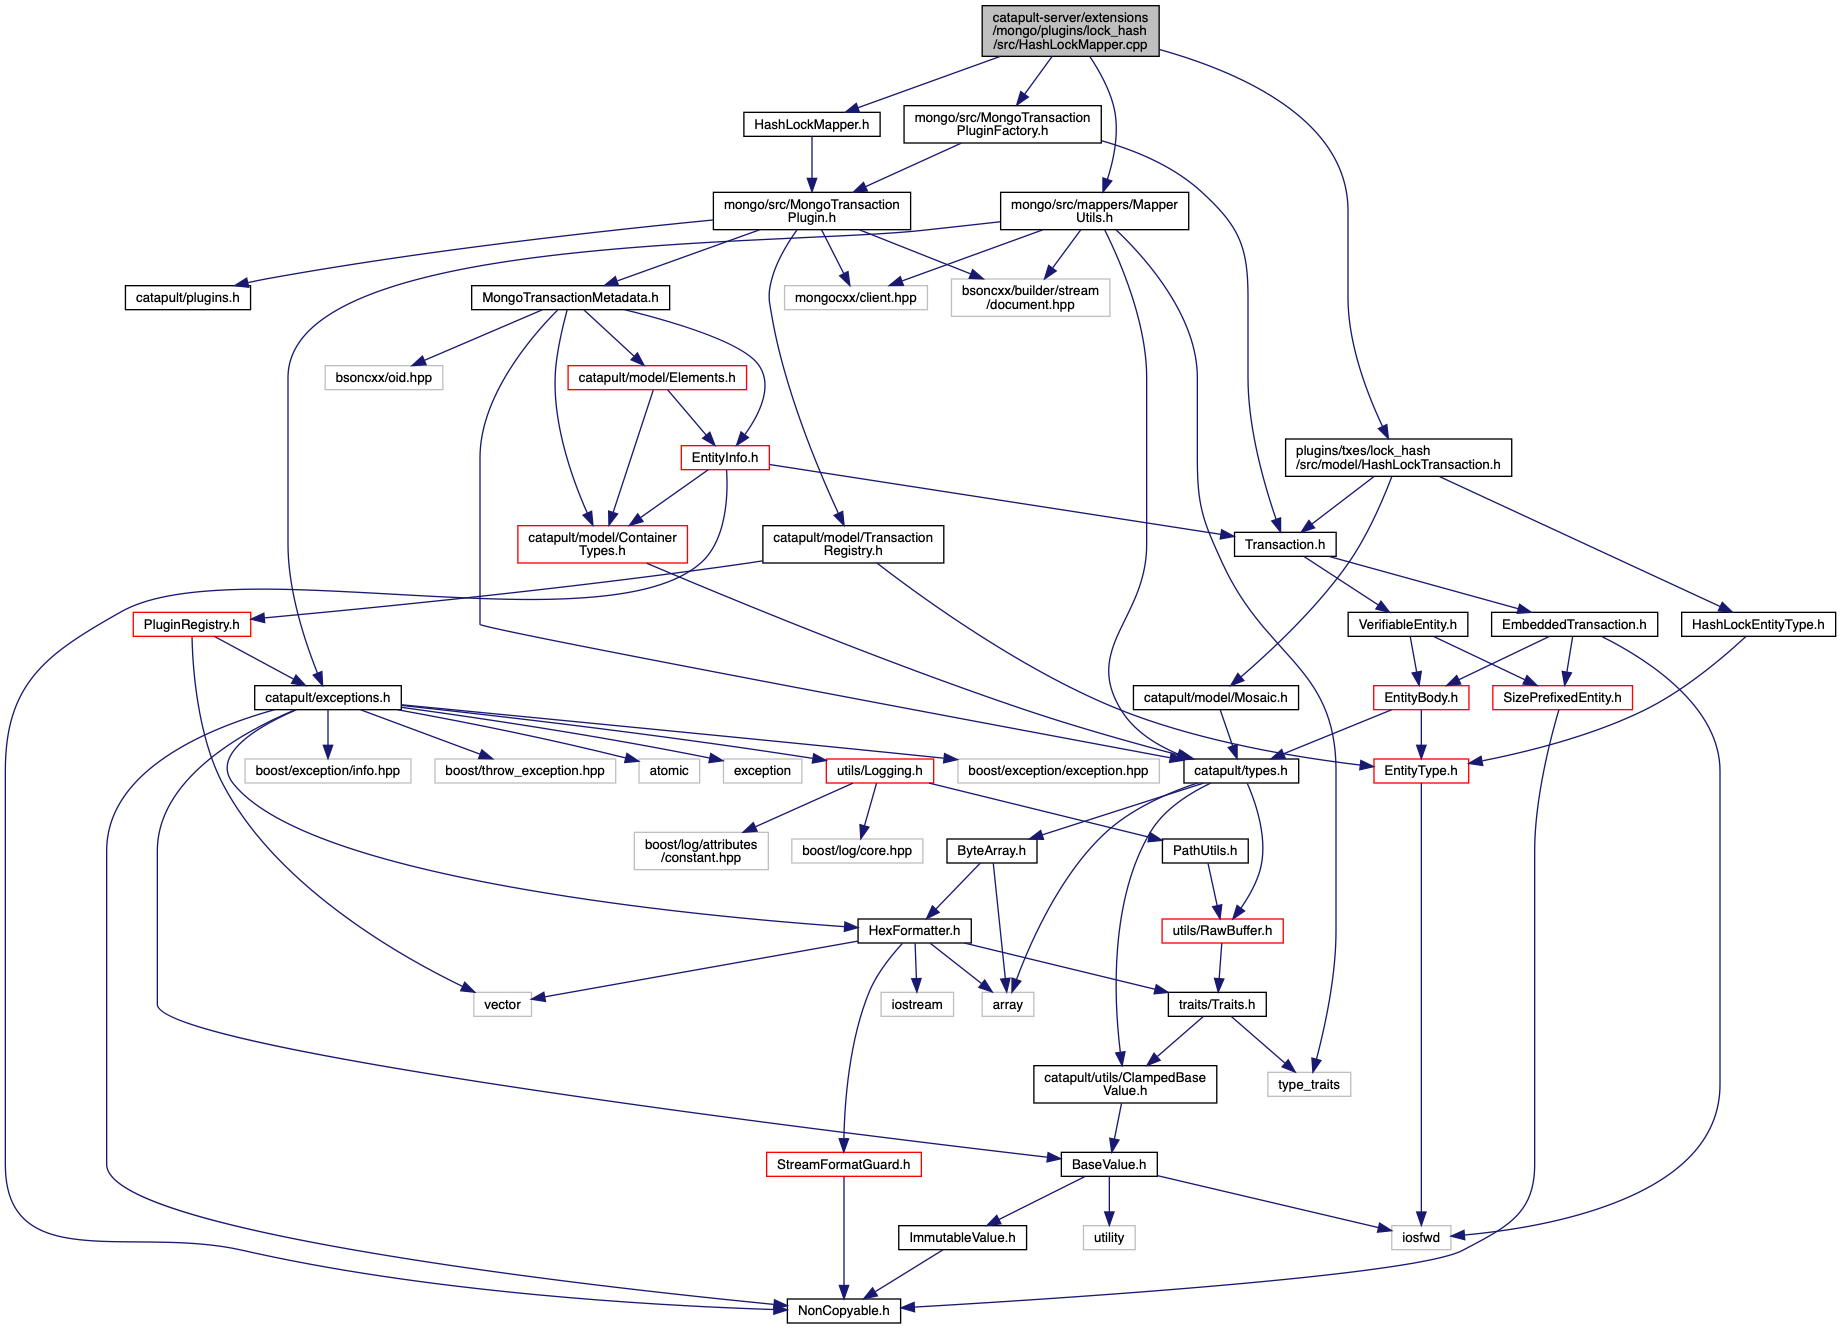 catapult-server/extensions
/mongo/plugins/lock_hash
/src/HashLockMapper.cpp
HashLockMapper.h
mongo/src/MongoTransaction
PluginFactory.h
mongo/src/MongoTransaction
Plugin.h
mongo/src/mappers/Mapper
Utils.h
catapult/plugins.h
MongoTransactionMetadata.h
mongocxx/client.hpp
bsoncxx/builder/stream
/document.hpp
bsoncxx/oid.hpp
catapult/model/Elements.h
EntityInfo.h
plugins/txes/lock_hash
/src/model/HashLockTransaction.h
catapult/model/Container
Types.h
catapult/model/Transaction
Registry.h
Transaction.h
PluginRegistry.h
VerifiableEntity.h
EmbeddedTransaction.h
HashLockEntityType.h
catapult/exceptions.h
catapult/model/Mosaic.h
EntityBody.h
SizePrefixedEntity.h
boost/exception/info.hpp
boost/throw_exception.hpp
atomic
exception
utils/Logging.h
boost/exception/exception.hpp
catapult/types.h
EntityType.h
boost/log/attributes
/constant.hpp
boost/log/core.hpp
ByteArray.h
PathUtils.h
HexFormatter.h
utils/RawBuffer.h
vector
iostream
array
traits/Traits.h
catapult/utils/ClampedBase
Value.h
type_traits
StreamFormatGuard.h
BaseValue.h
ImmutableValue.h
utility
iosfwd
NonCopyable.h